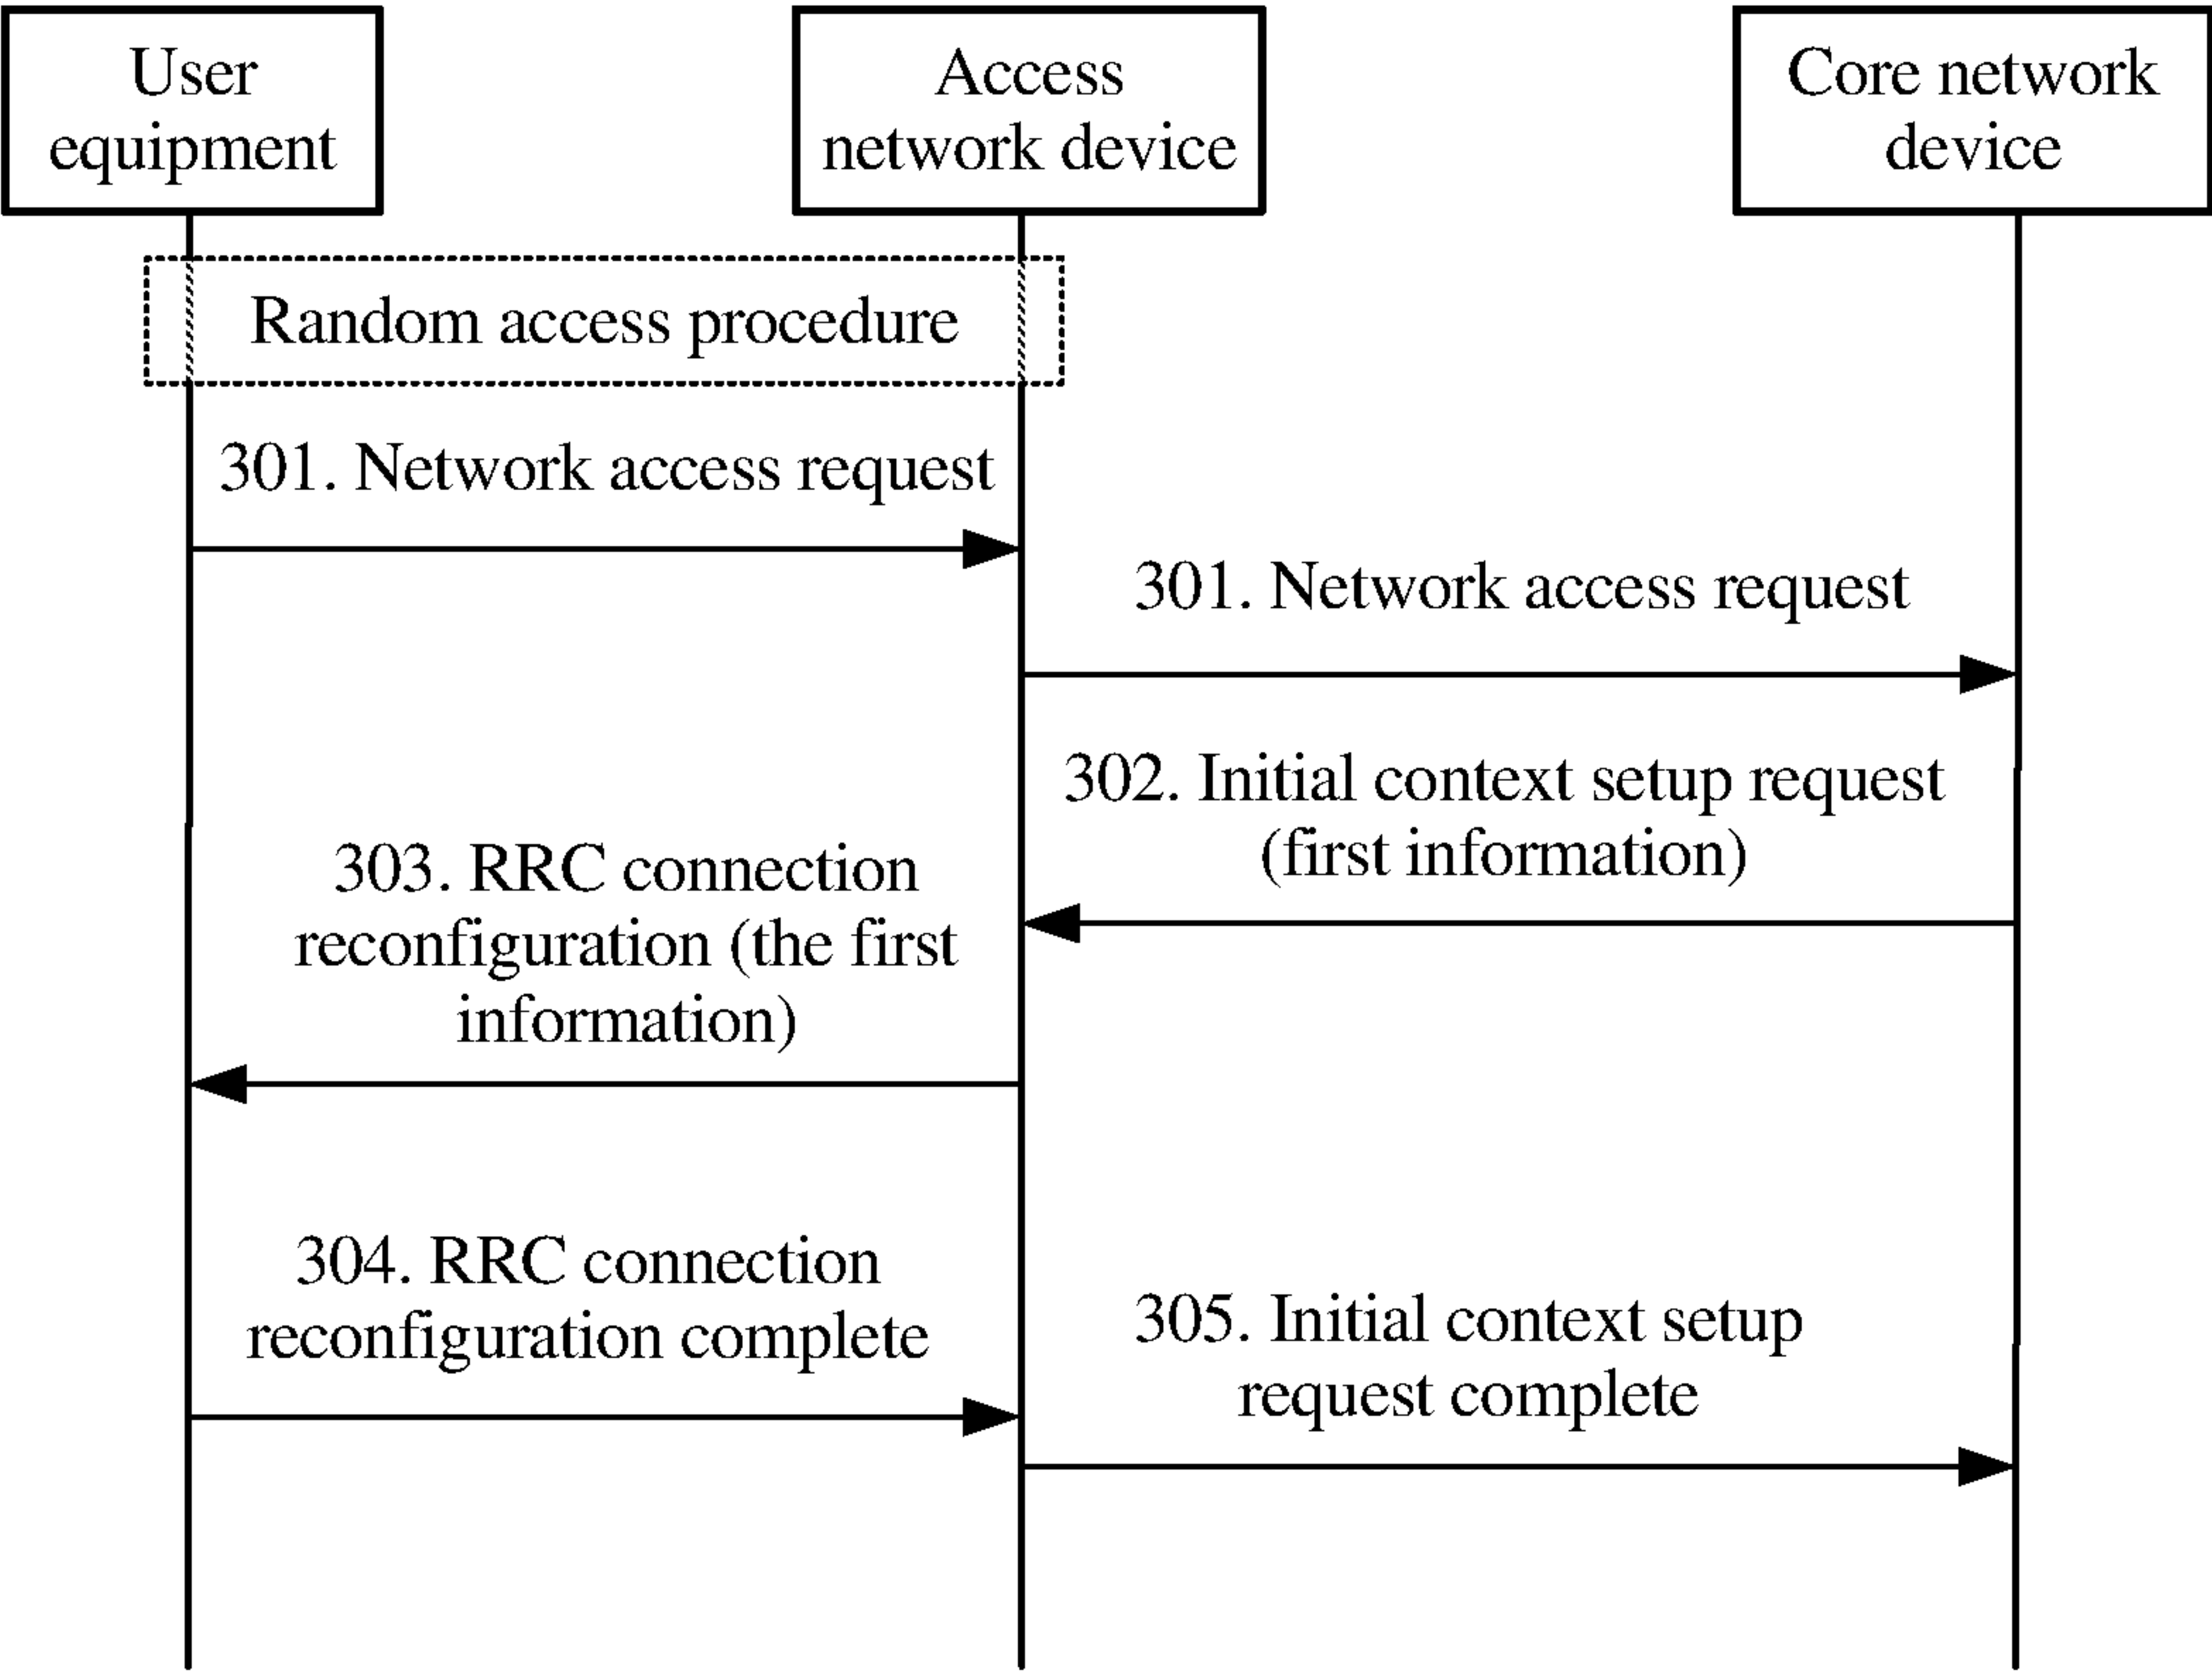 User
equipment
Access
network device
Core network
device
Random access procedure
301. Network access request
301. Network access request
302. Initial context setup request
(first information)
303. RRC connection
reconfiguration (the first
information)
304. RRC connection
reconfiguration complete
305. Initial context setup
request complete